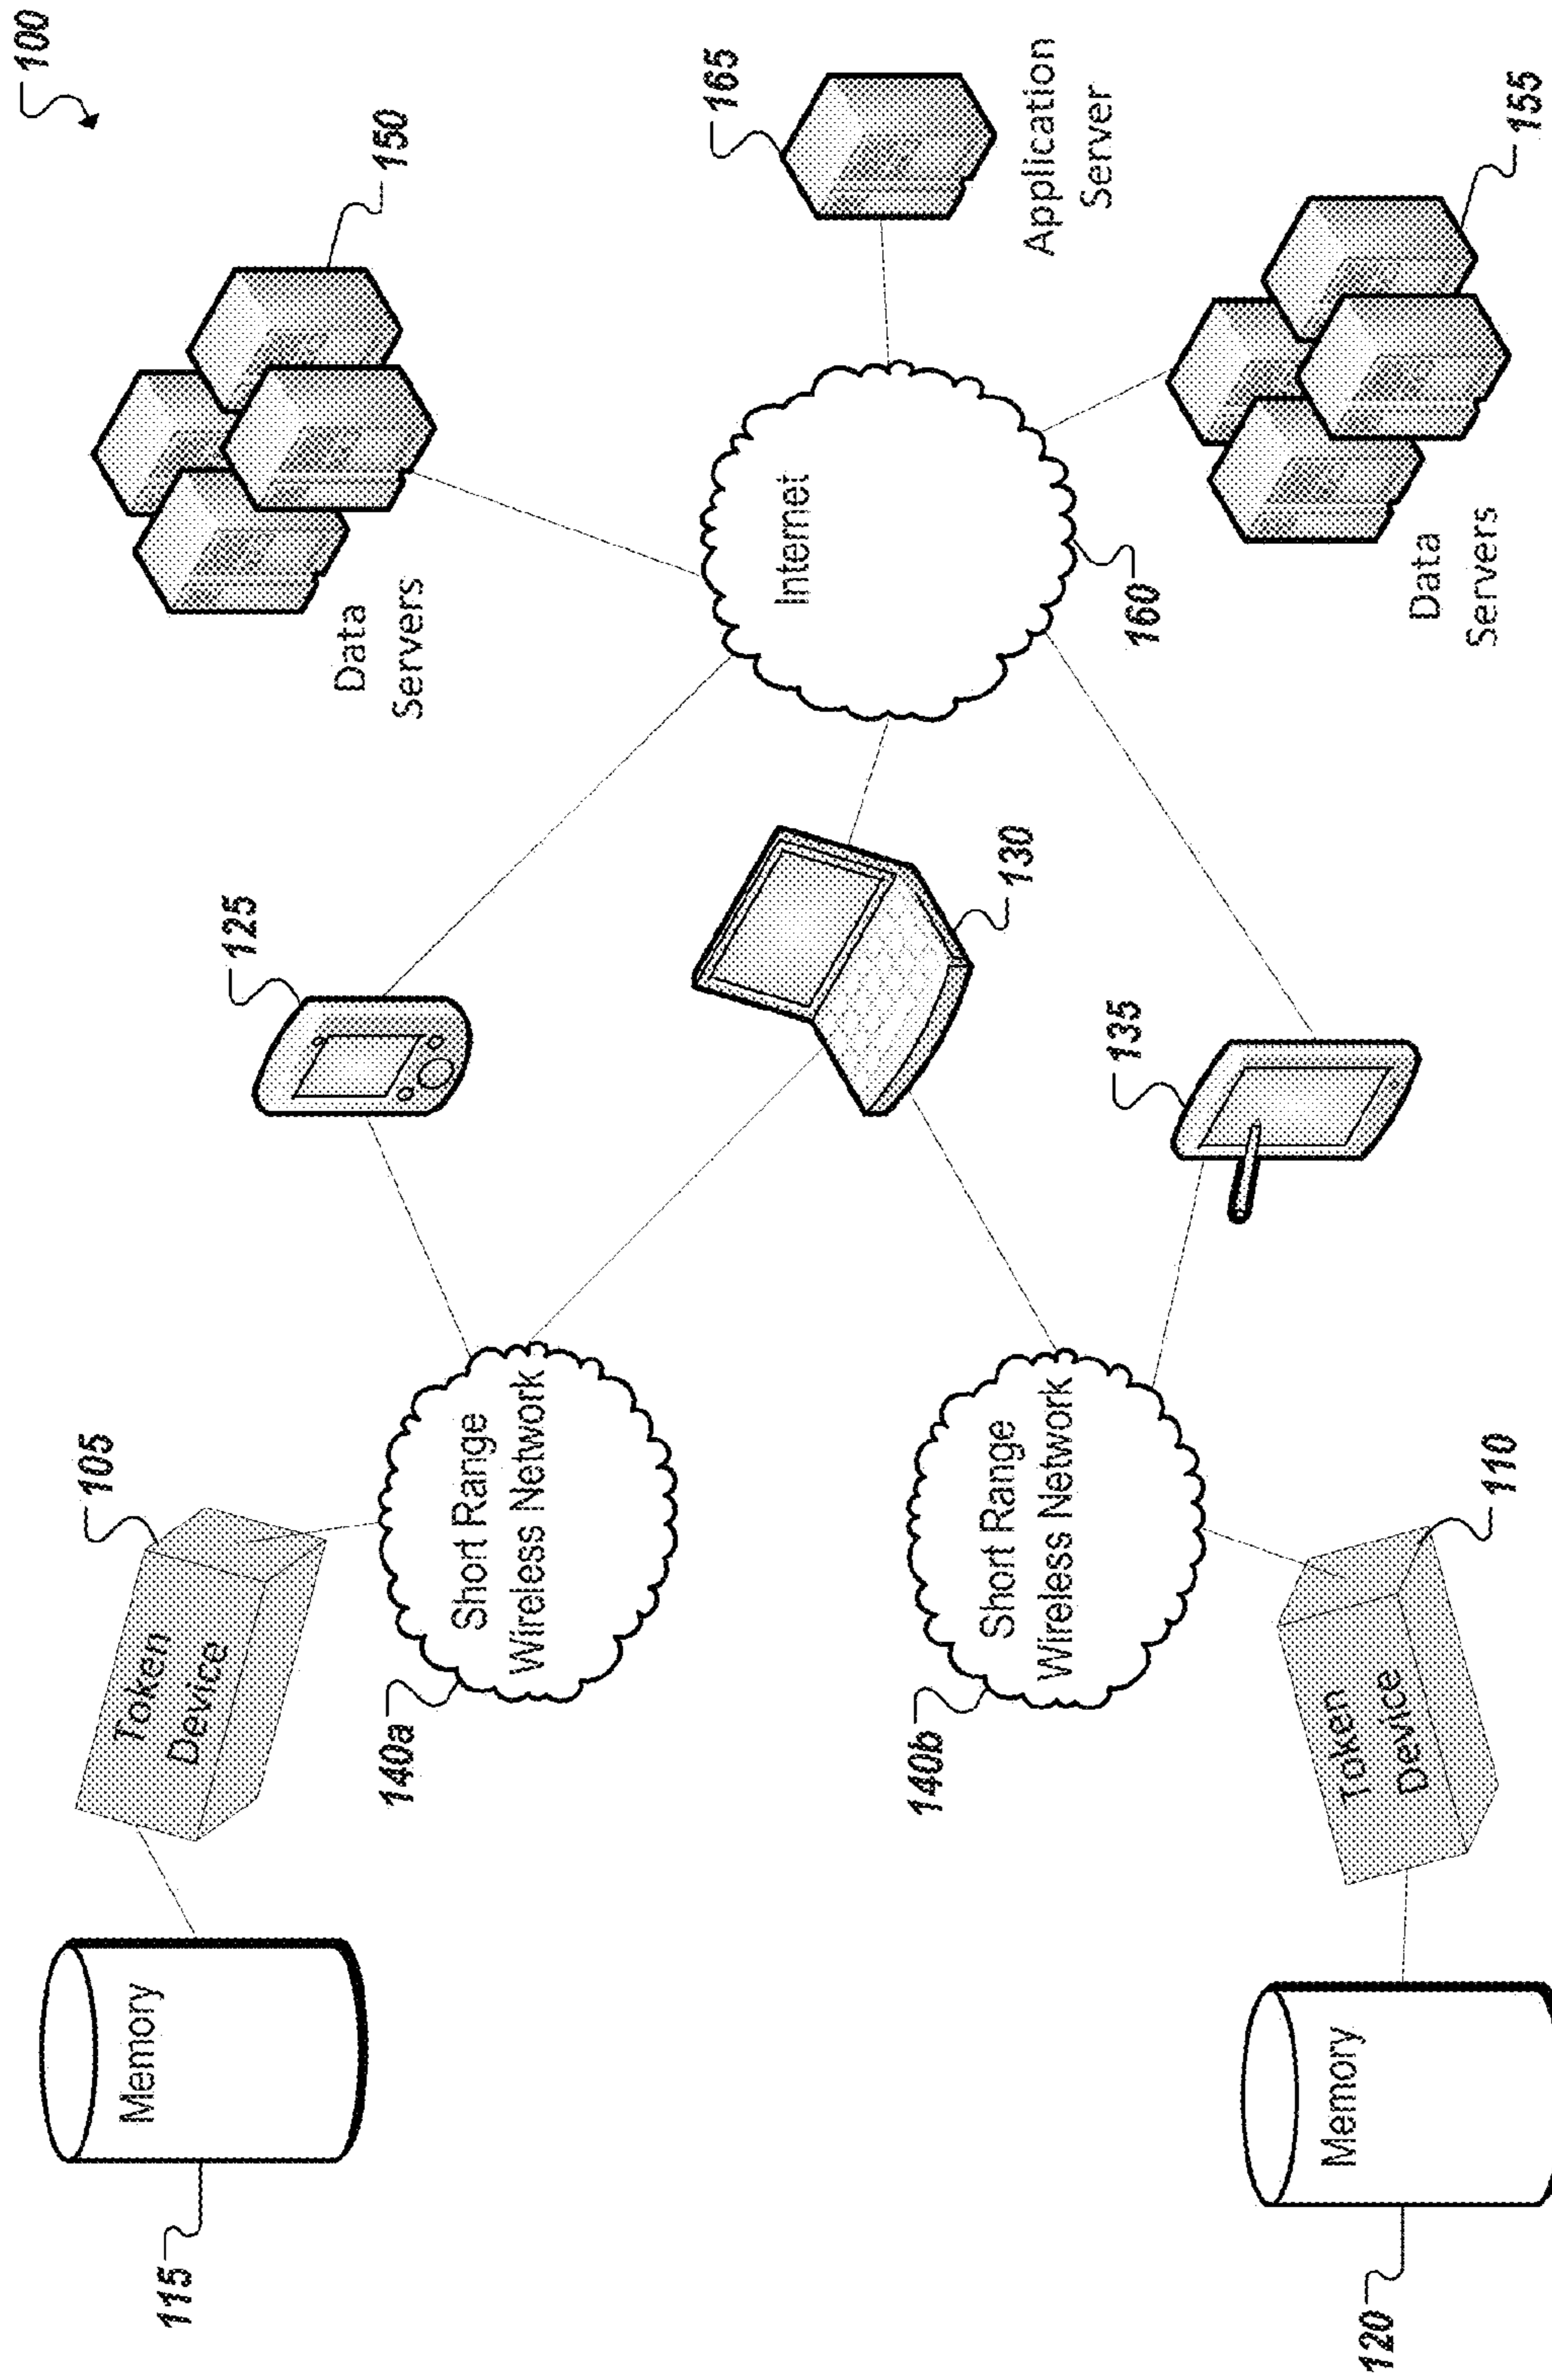 100
105
Memory
Token
Device
115
125
Data
Servers
150
140a
Short Range
Wireless Network
165
Internet
140b
Short Range
Wireless Network
130
Application
Server
135
160
Memory
Token
Device
120
Data
Servers
110
155